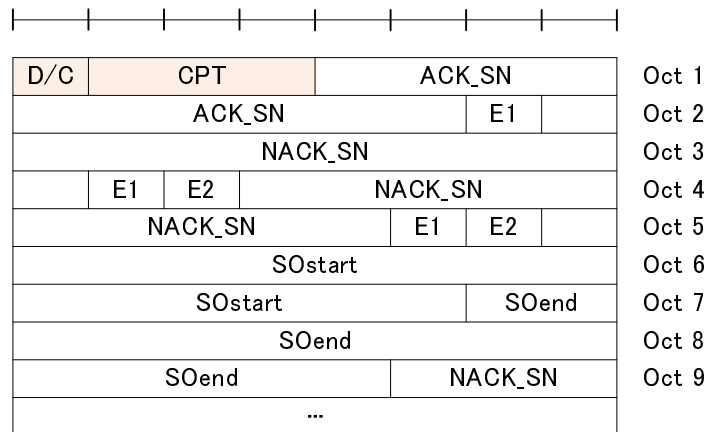 D/C CPT ACK_SN Oct 1
ACK_SN E1 Oct 2
NACK_SN Oct 3
E1 E2 NACK_SN Oct 4
NACK_SN E1 E2 Oct 5
SOstart Oct 6
SOstart SOend Oct 7
SOend Oct 8
SOend NACK_SN Oct 9
...